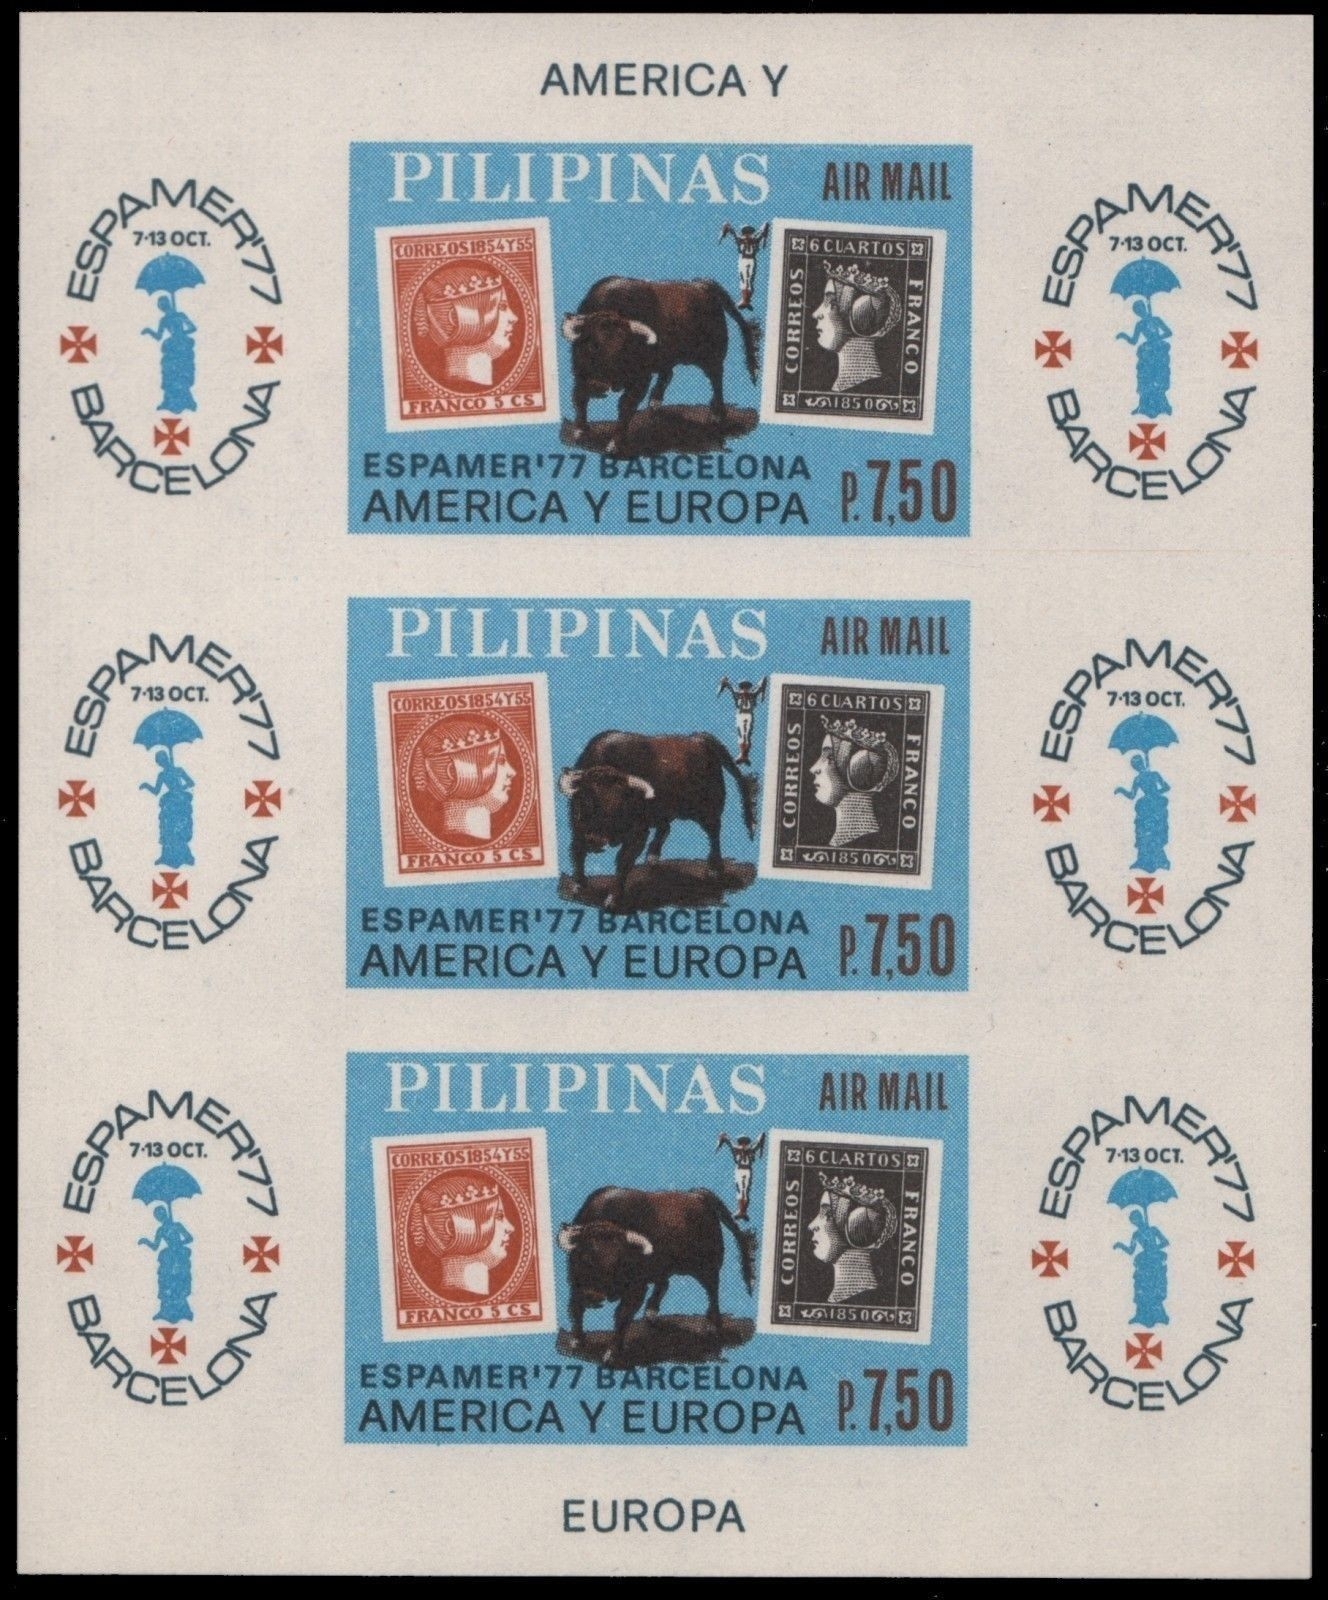 AMERICA Y
ESPAMER'77
7·13 OCT.
BARCELONA
PILIPINAS AIR MAIL
CORREOS 1854 Y 55
FRANCO 5 CS
6 CUARTOS
CORREOS
FRANCO
1850
ESPAMER'77 BARCELONA
AMERICA Y EUROPA P.7,50
ESPAMER'77
7·13 OCT.
BARCELONA
ESPAMER'77
7·13 OCT.
BARCELONA
PILIPINAS AIR MAIL
CORREOS 1854 Y 55
FRANCO 5 CS
6 CUARTOS
CORREOS
FRANCO
1850
ESPAMER'77 BARCELONA
AMERICA Y EUROPA P.7,50
ESPAMER'77
7·13 OCT.
BARCELONA
ESPAMER'77
7·13 OCT.
BARCELONA
PILIPINAS AIR MAIL
CORREOS 1854 Y 55
FRANCO 5 CS
6 CUARTOS
CORREOS
FRANCO
1850
ESPAMER'77 BARCELONA
AMERICA Y EUROPA P.7,50
ESPAMER'77
7·13 OCT.
BARCELONA
EUROPA